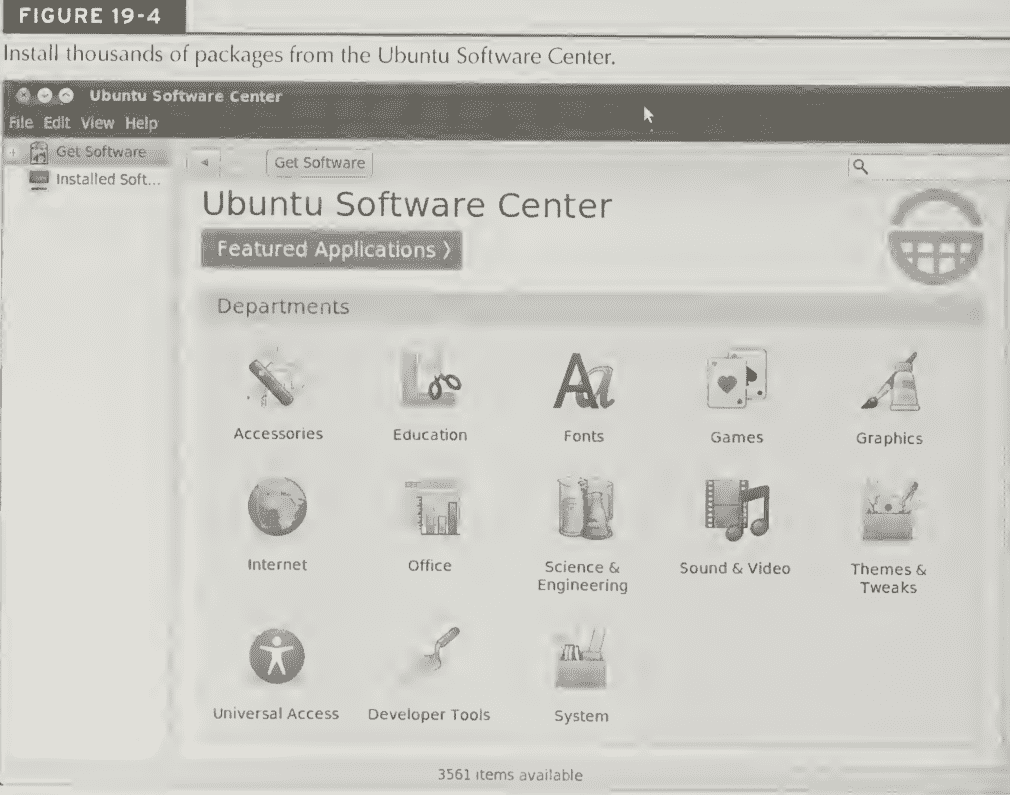 FIGURE 19-4
Install thousands of packages from the Ubuntu Software Center.
Ubuntu Software Center
File Edit View Help
Get Software
Installed Soft...
Get Software
Ubuntu Software Center
Featured Applications
Departments
Accessories
Education
Fonts
Games
Graphics
Internet
Office
Science &
Engineering
Sound & Video
Themes &
Tweaks
Universal Access
Developer Tools
System
3561 items available